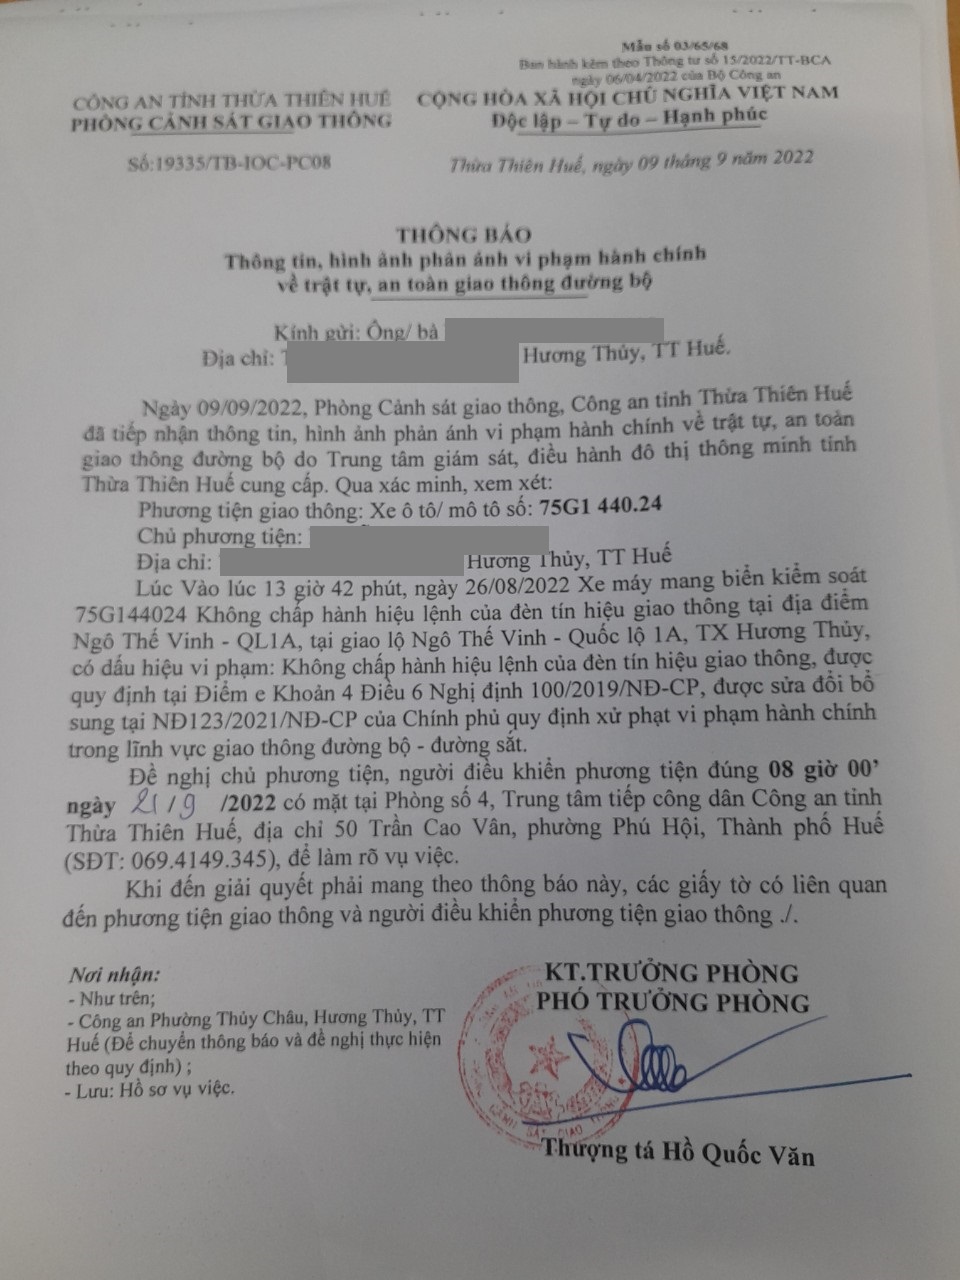 Mẫu số 03/65/68
Ban hành kèm theo Thông tư số 15/2022/TT-BCA
ngày 06/04/2022 của Bộ Công an
CÔNG AN TỈNH THỪA THIÊN HUẾ
PHÒNG CẢNH SÁT GIAO THÔNG
CỘNG HÒA XÃ HỘI CHỦ NGHĨA VIỆT NAM
Độc lập – Tự do – Hạnh phúc
Số:19335/TB-IOC-PC08
Thừa Thiên Huế, ngày 09 tháng 9 năm 2022
THÔNG BÁO
Thông tin, hình ảnh phản ánh vi phạm hành chính
về trật tự, an toàn giao thông đường bộ
Kính gửi: Ông/ bà
Địa chỉ: Hương Thủy, TT Huế.
Ngày 09/09/2022, Phòng Cảnh sát giao thông, Công an tỉnh Thừa Thiên Huế
đã tiếp nhận thông tin, hình ảnh phản ánh vi phạm hành chính về trật tự, an toàn
giao thông đường bộ do Trung tâm giám sát, điều hành đô thị thông minh tỉnh
Thừa Thiên Huế cung cấp. Qua xác minh, xem xét:
Phương tiện giao thông: Xe ô tô/ mô tô số: 75G1 440.24
Chủ phương tiện:
Địa chỉ: Hương Thủy, TT Huế
Lúc Vào lúc 13 giờ 42 phút, ngày 26/08/2022 Xe máy mang biển kiểm soát
75G144024 Không chấp hành hiệu lệnh của đèn tín hiệu giao thông tại địa điểm
Ngô Thế Vinh - QL1A, tại giao lộ Ngô Thế Vinh - Quốc lộ 1A, TX Hương Thủy,
có dấu hiệu vi phạm: Không chấp hành hiệu lệnh của đèn tín hiệu giao thông, được
quy định tại Điểm e Khoản 4 Điều 6 Nghị định 100/2019/NĐ-CP, được sửa đổi bổ
sung tại NĐ123/2021/NĐ-CP của Chính phủ quy định xử phạt vi phạm hành chính
trong lĩnh vực giao thông đường bộ - đường sắt.
Đề nghị chủ phương tiện, người điều khiển phương tiện đúng 08 giờ 00’
ngày 21/9 /2022 có mặt tại Phòng số 4, Trung tâm tiếp công dân Công an tỉnh
Thừa Thiên Huế, địa chỉ 50 Trần Cao Vân, phường Phú Hội, Thành phố Huế
(SĐT: 069.4149.345), để làm rõ vụ việc.
Khi đến giải quyết phải mang theo thông báo này, các giấy tờ có liên quan
đến phương tiện giao thông và người điều khiển phương tiện giao thông ./.
Nơi nhận:
- Như trên;
- Công an Phường Thủy Châu, Hương Thủy, TT
Huế (Để chuyển thông báo và đề nghị thực hiện
theo quy định) ;
- Lưu: Hồ sơ vụ việc.
KT.TRƯỞNG PHÒNG
PHÓ TRƯỞNG PHÒNG
CẢNH SÁT GIAO THÔNG
Thượng tá Hồ Quốc Văn